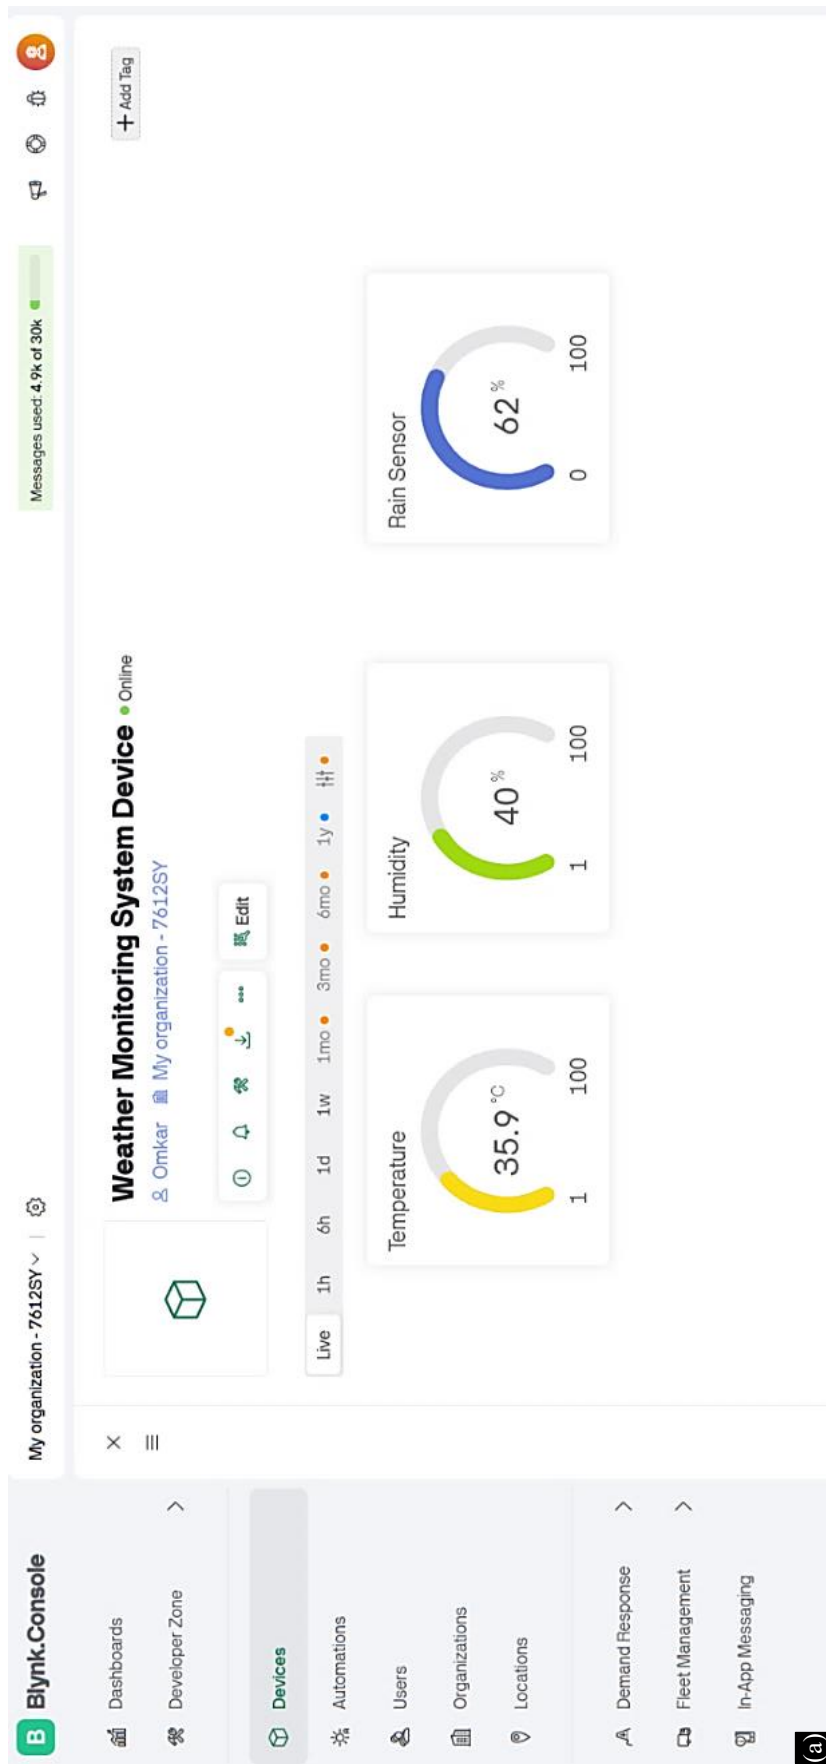 B Blynk.Console
My organization - 7612SY
Messages used: 4.9k of 30k
Dashboards
Developer Zone
Devices
Automations
Users
Organizations
Locations
Demand Response
Fleet Management
In-App Messaging
Weather Monitoring System Device Online
+ Add Tag
Omkar My organization - 7612SY
Edit
Live 1h 6h 1d 1w 1mo 3mo 6mo 1y
Temperature
35.9 °C
1 100
Humidity
40 %
1 100
Rain Sensor
62 %
0 100
(a)